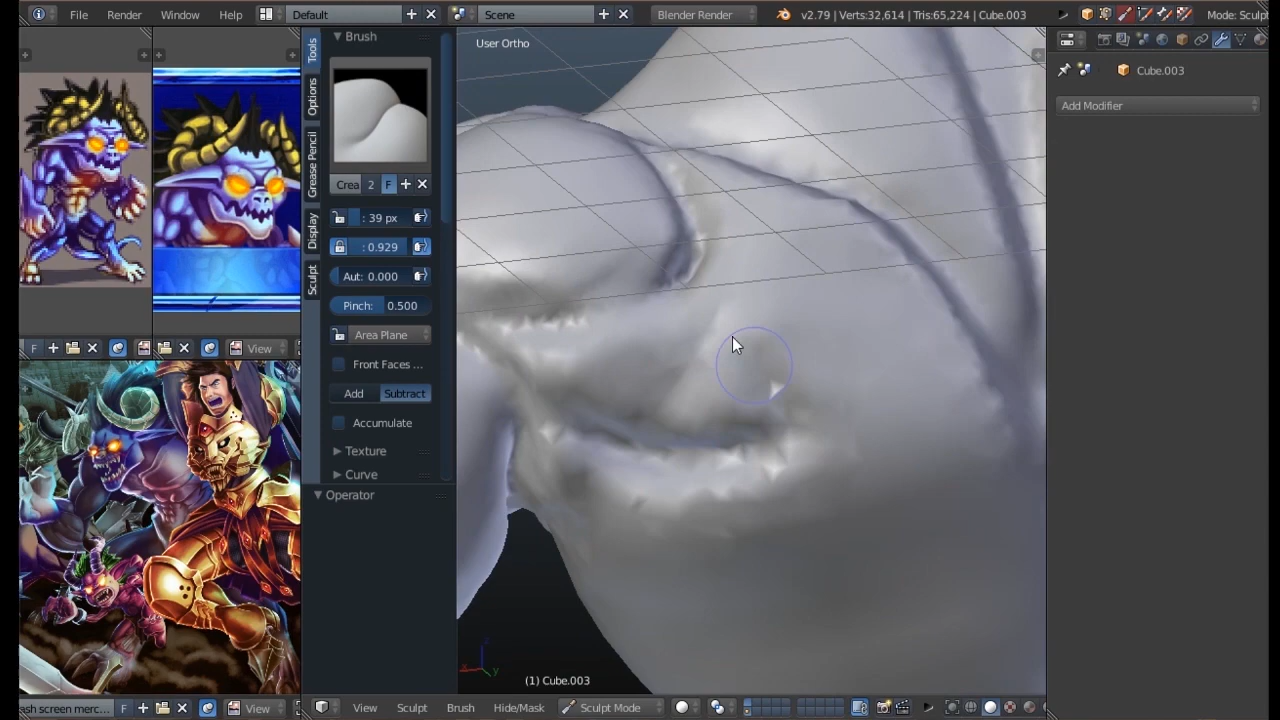 File Render Window Help Default Scene Blender Render v2.79 | Verts:32,614 | Tris:65,224 | Cube.003 Mode: Sculpt
Tools
Options
Grease Pencil
Display
Sculpt
Brush
Crea 2 F
: 39 px
: 0.929
Aut: 0.000
Pinch: 0.500
Area Plane
Front Faces ...
Add Subtract
Accumulate
Texture
Curve
Operator
User Ortho
Cube.003
Add Modifier
F View
x y
(1) Cube.003
ash screen merc... F View
View Sculpt Brush Hide/Mask Sculpt Mode